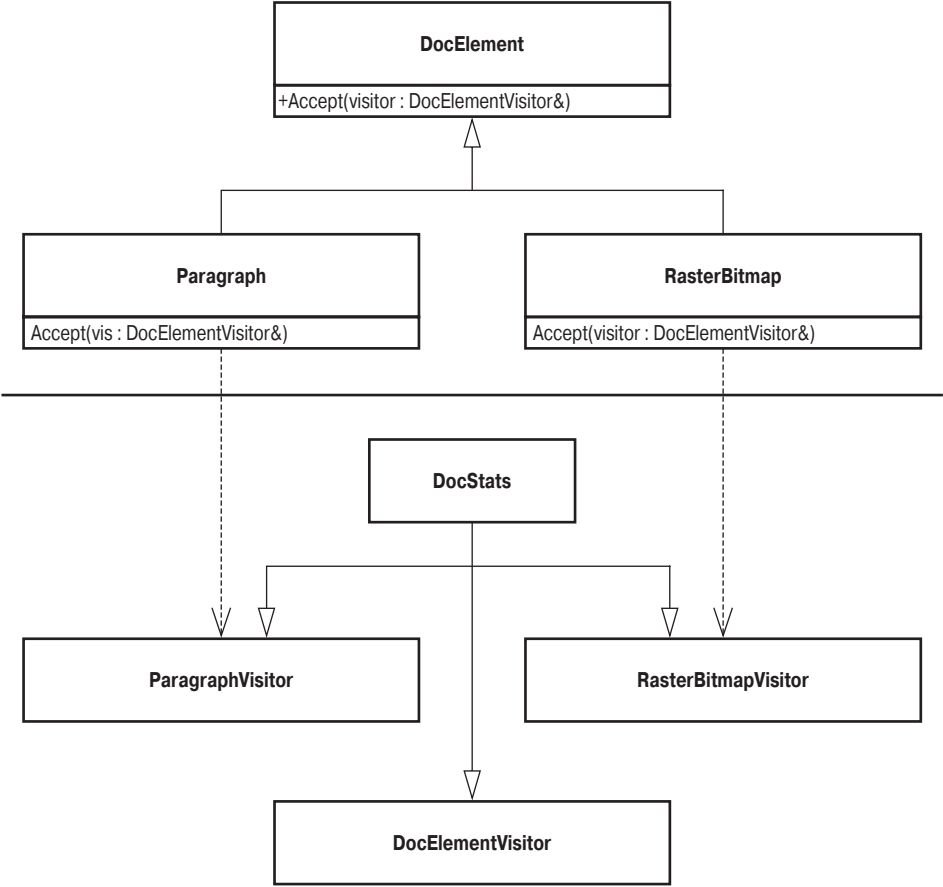 DocElement
+Accept(visitor : DocElementVisitor&)
Paragraph
Accept(vis : DocElementVisitor&)
RasterBitmap
Accept(visitor : DocElementVisitor&)
DocStats
ParagraphVisitor
RasterBitmapVisitor
DocElementVisitor